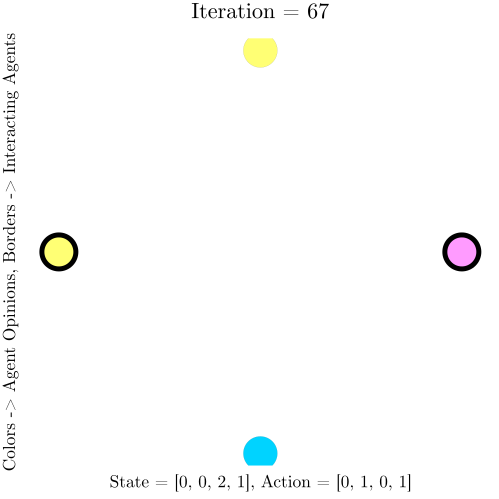 Iteration = 67
Colors -> Agent Opinions, Borders -> Interacting Agents
State = [0, 0, 2, 1], Action = [0, 1, 0, 1]